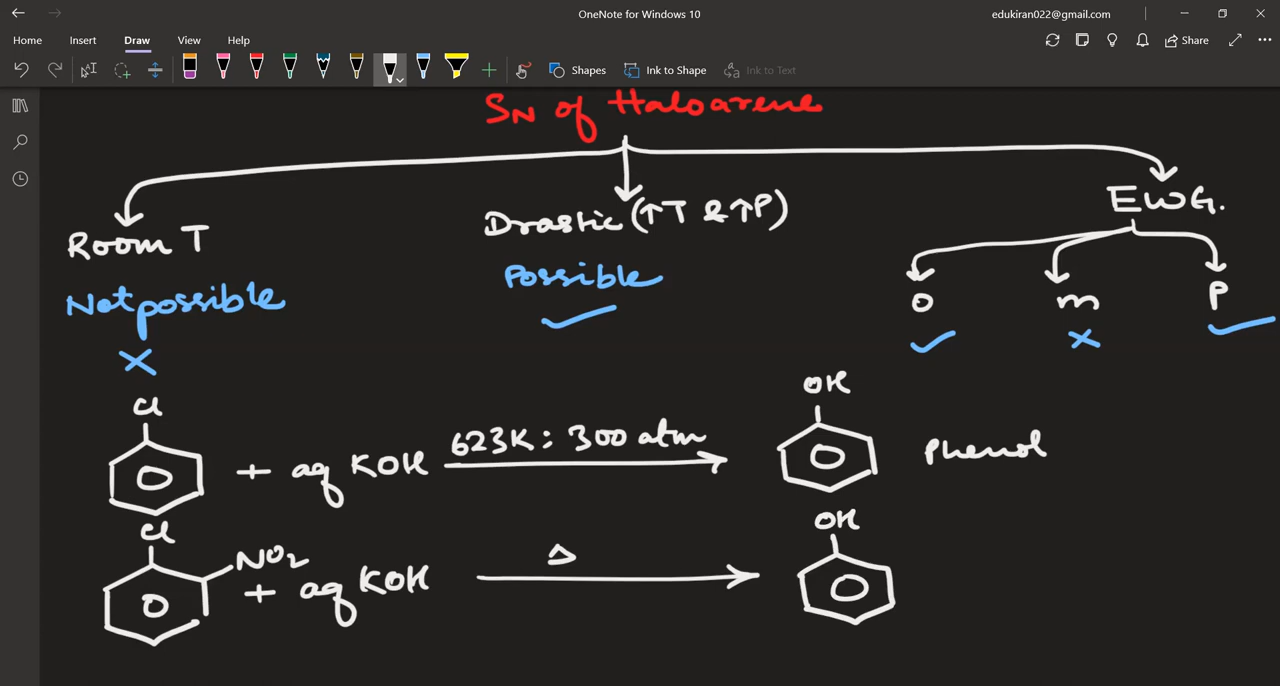 OneNote for Windows 10
edukiran022@gmail.com
Home Insert Draw View Help
Share
Shapes Ink to Shape Ink to Text
SN of Haloarene
Room T
Drastic (↑T & ↑P)
EWG.
Not possible
Possible
o m P
Cl
OH
+ aq KOH
623K : 300 atm
Phenol
Cl
NO2
+ aq KOH
Δ
OH